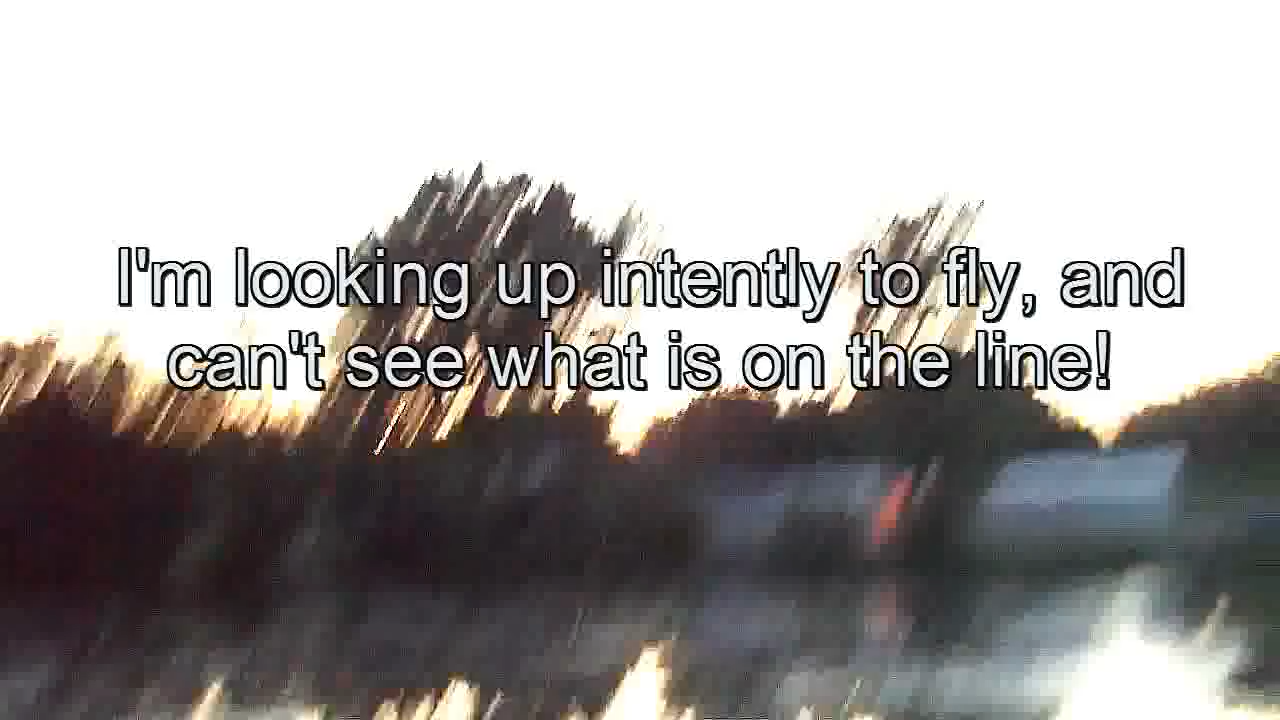 I'm looking up intently to fly, and
can't see what is on the line!